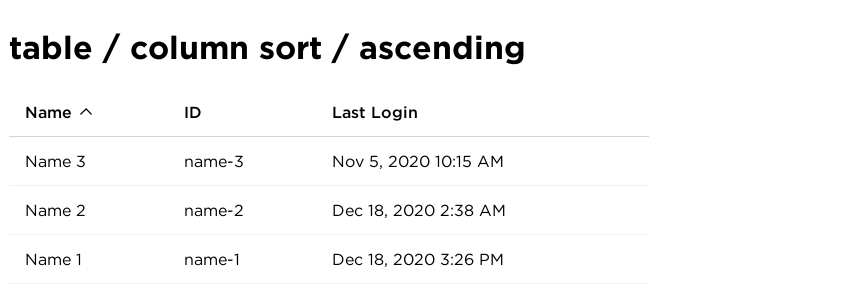 table / column sort / ascending
Name ID Last Login
Name 3 name-3 Nov 5, 2020 10:15 AM
Name 2 name-2 Dec 18, 2020 2:38 AM
Name 1 name-1 Dec 18, 2020 3:26 PM